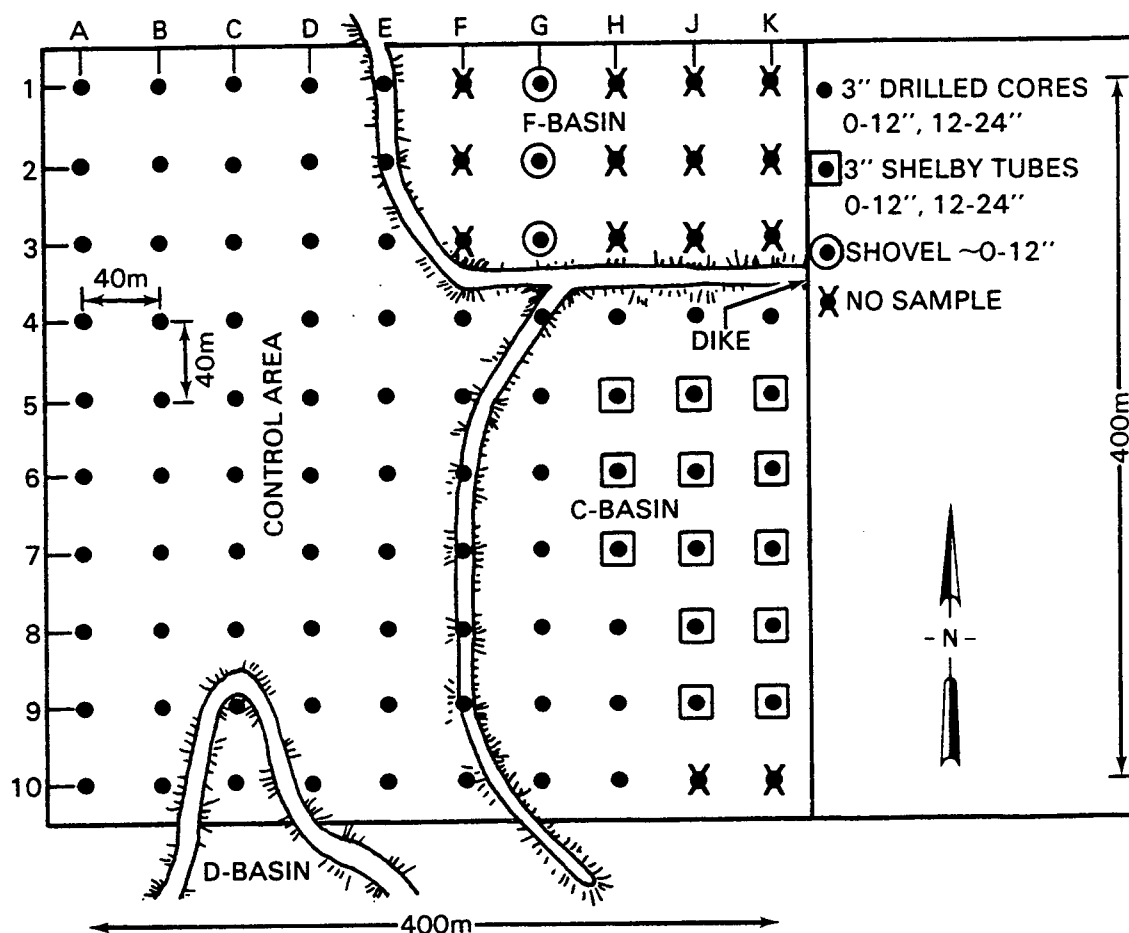 A B C D E F G H J K
1
2
3
4
5
6
7
8
9
10
F-BASIN
40m
40m
CONTROL AREA
C-BASIN
D-BASIN
DIKE
3" DRILLED CORES
0-12", 12-24"
3" SHELBY TUBES
0-12", 12-24"
SHOVEL ~0-12"
NO SAMPLE
400m
- N -
400m